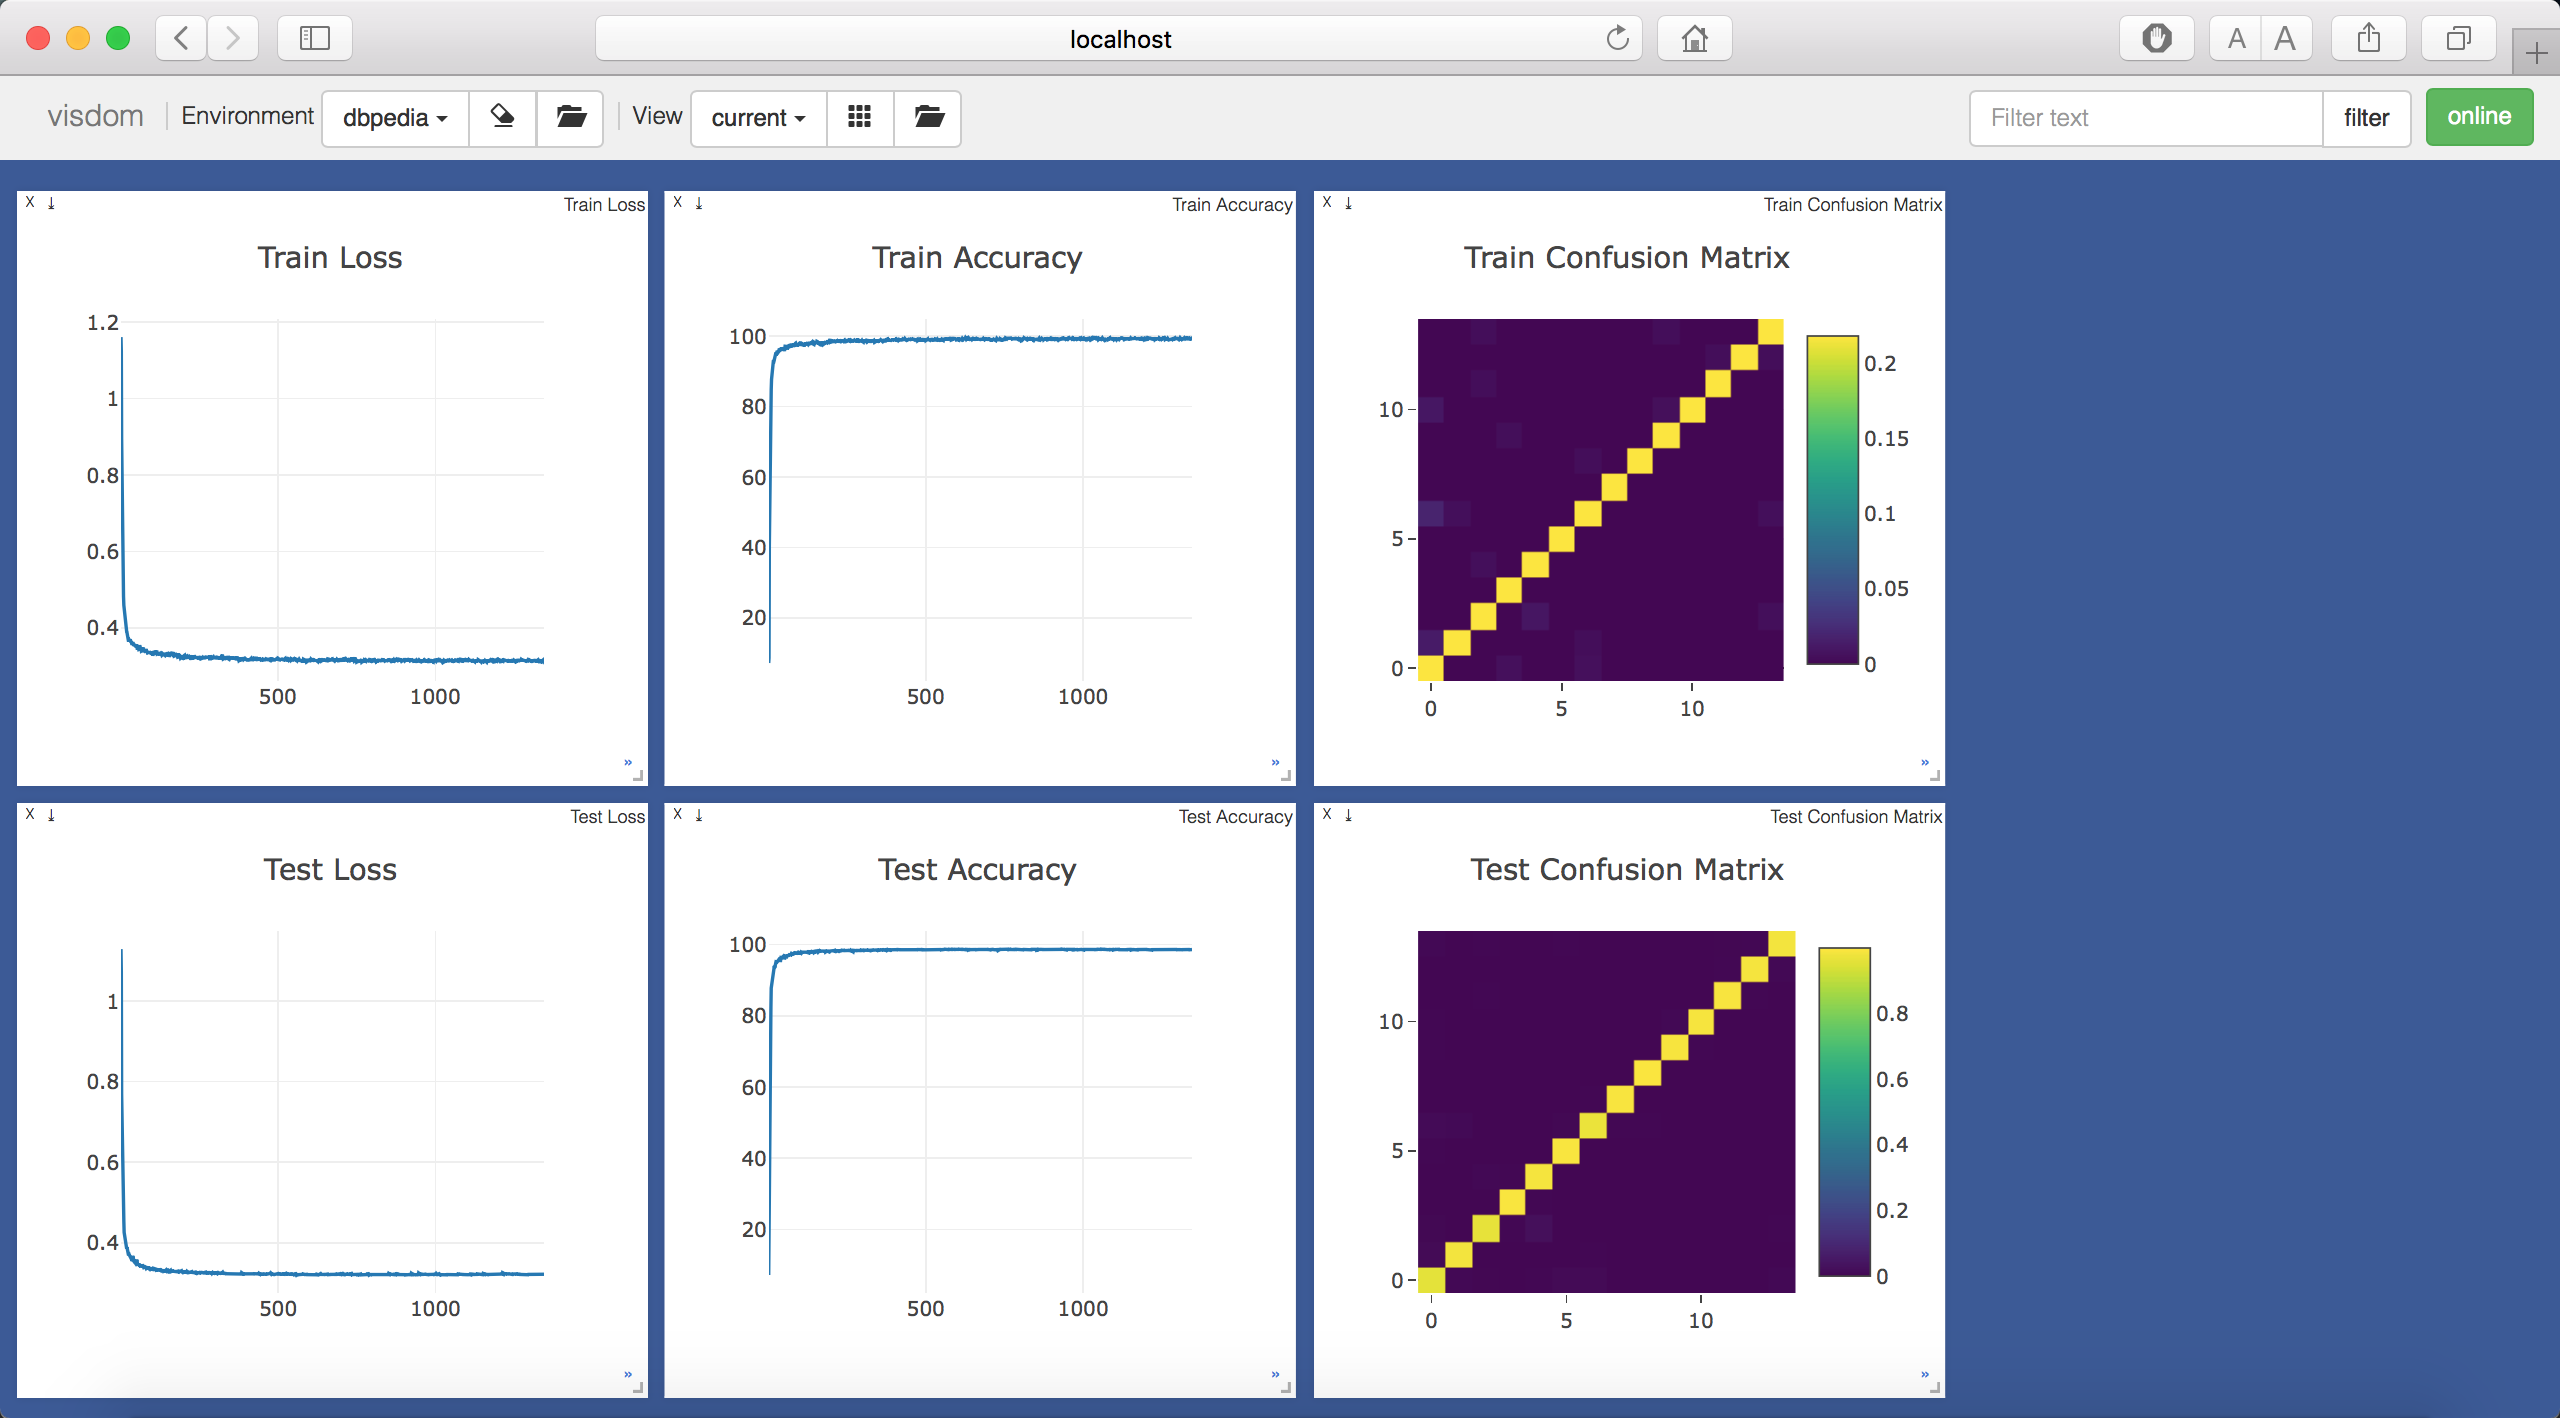 localhost
A A
visdom Environment dbpedia View current Filter text filter online
X Train Loss
Train Loss
1.2
1
0.8
0.6
0.4
500 1000
»
X Train Accuracy
Train Accuracy
100
80
60
40
20
500 1000
»
X Train Confusion Matrix
Train Confusion Matrix
10
5
0
0 5 10
0.2
0.15
0.1
0.05
0
»
X Test Loss
Test Loss
1
0.8
0.6
0.4
500 1000
»
X Test Accuracy
Test Accuracy
100
80
60
40
20
500 1000
»
X Test Confusion Matrix
Test Confusion Matrix
10
5
0
0 5 10
0.8
0.6
0.4
0.2
0
»